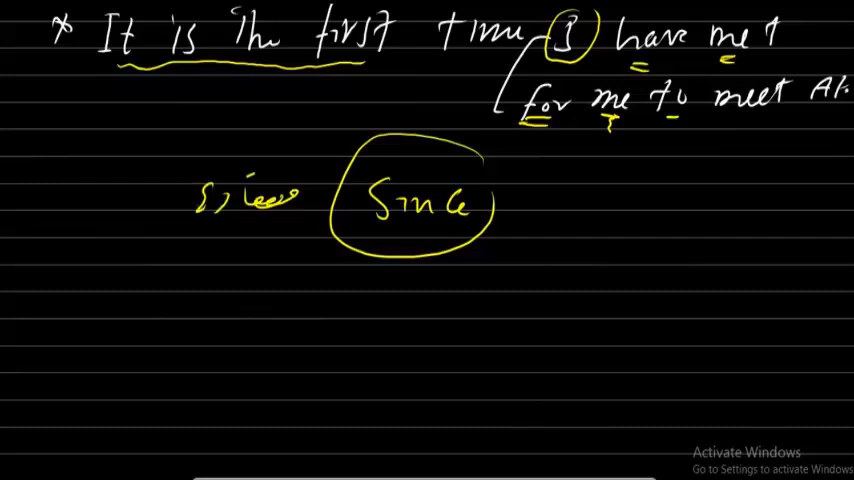 * It is the first time I have met
for me to meet Ah
Since
Activate Windows
Go to Settings to activate Windows